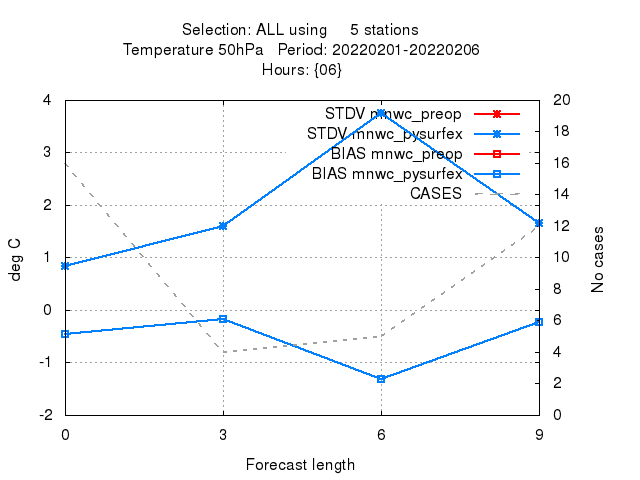 Selection: ALL using     5 stations
Temperature 50hPa   Period: 20220201-20220206
Hours: {06}
STDV mnwc_preop
STDV mnwc_pysurfex
BIAS mnwc_preop
BIAS mnwc_pysurfex
CASES
4
3
2
1
0
-1
-2
deg C
20
18
16
14
12
10
8
6
4
2
0
No cases
0 3 6 9
Forecast length